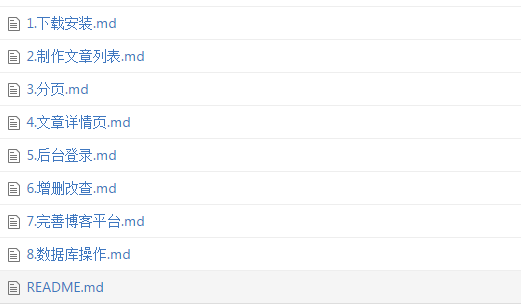 1.下载安装.md
2.制作文章列表.md
3.分页.md
4.文章详情页.md
5.后台登录.md
6.增删改查.md
7.完善博客平台.md
8.数据库操作.md
README.md